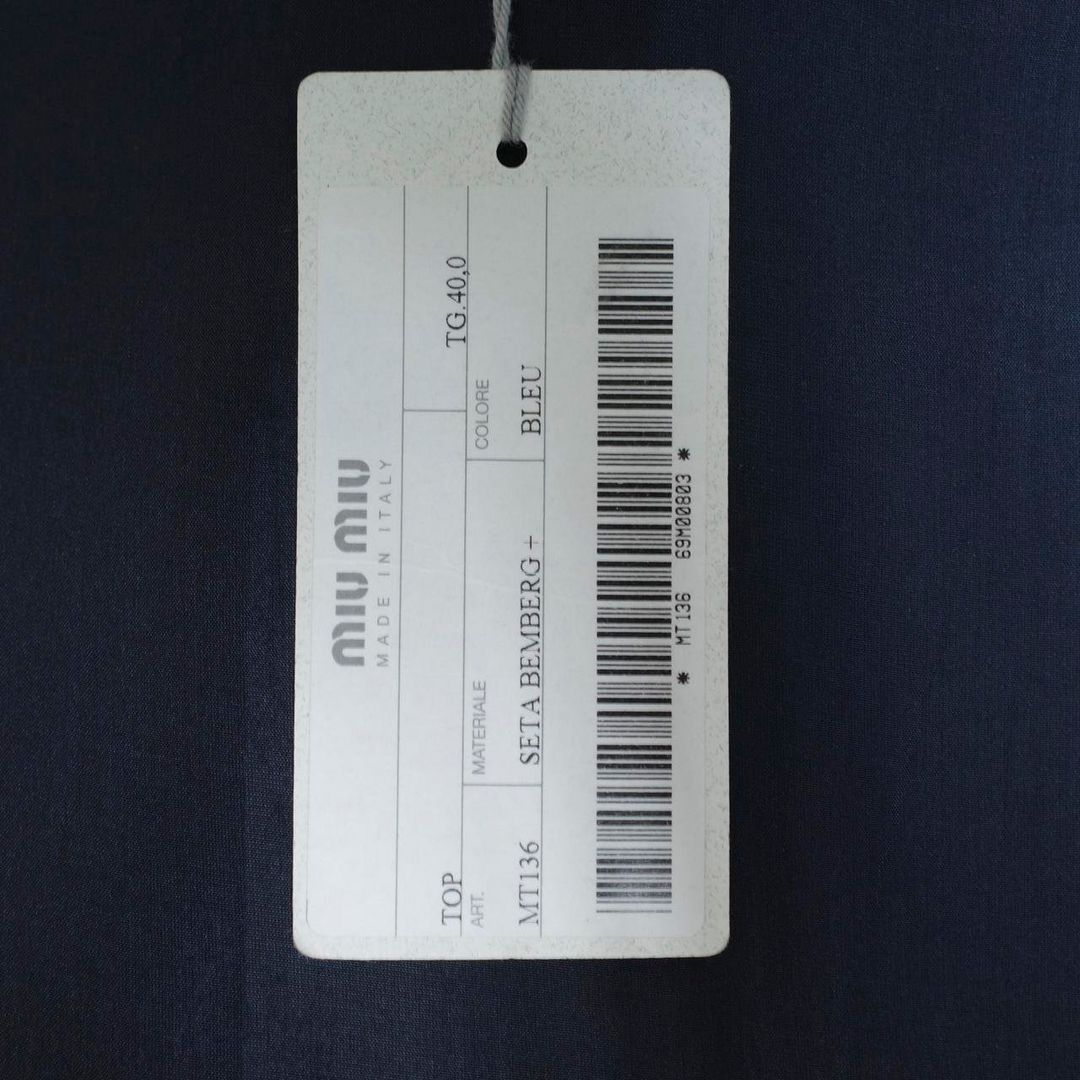 miu miu
MADE IN ITALY
TOP TG.40,0
ART. MATERIALE COLORE
MT136 SETA BEMBERG+ BLEU
* MT136 69M00803 *